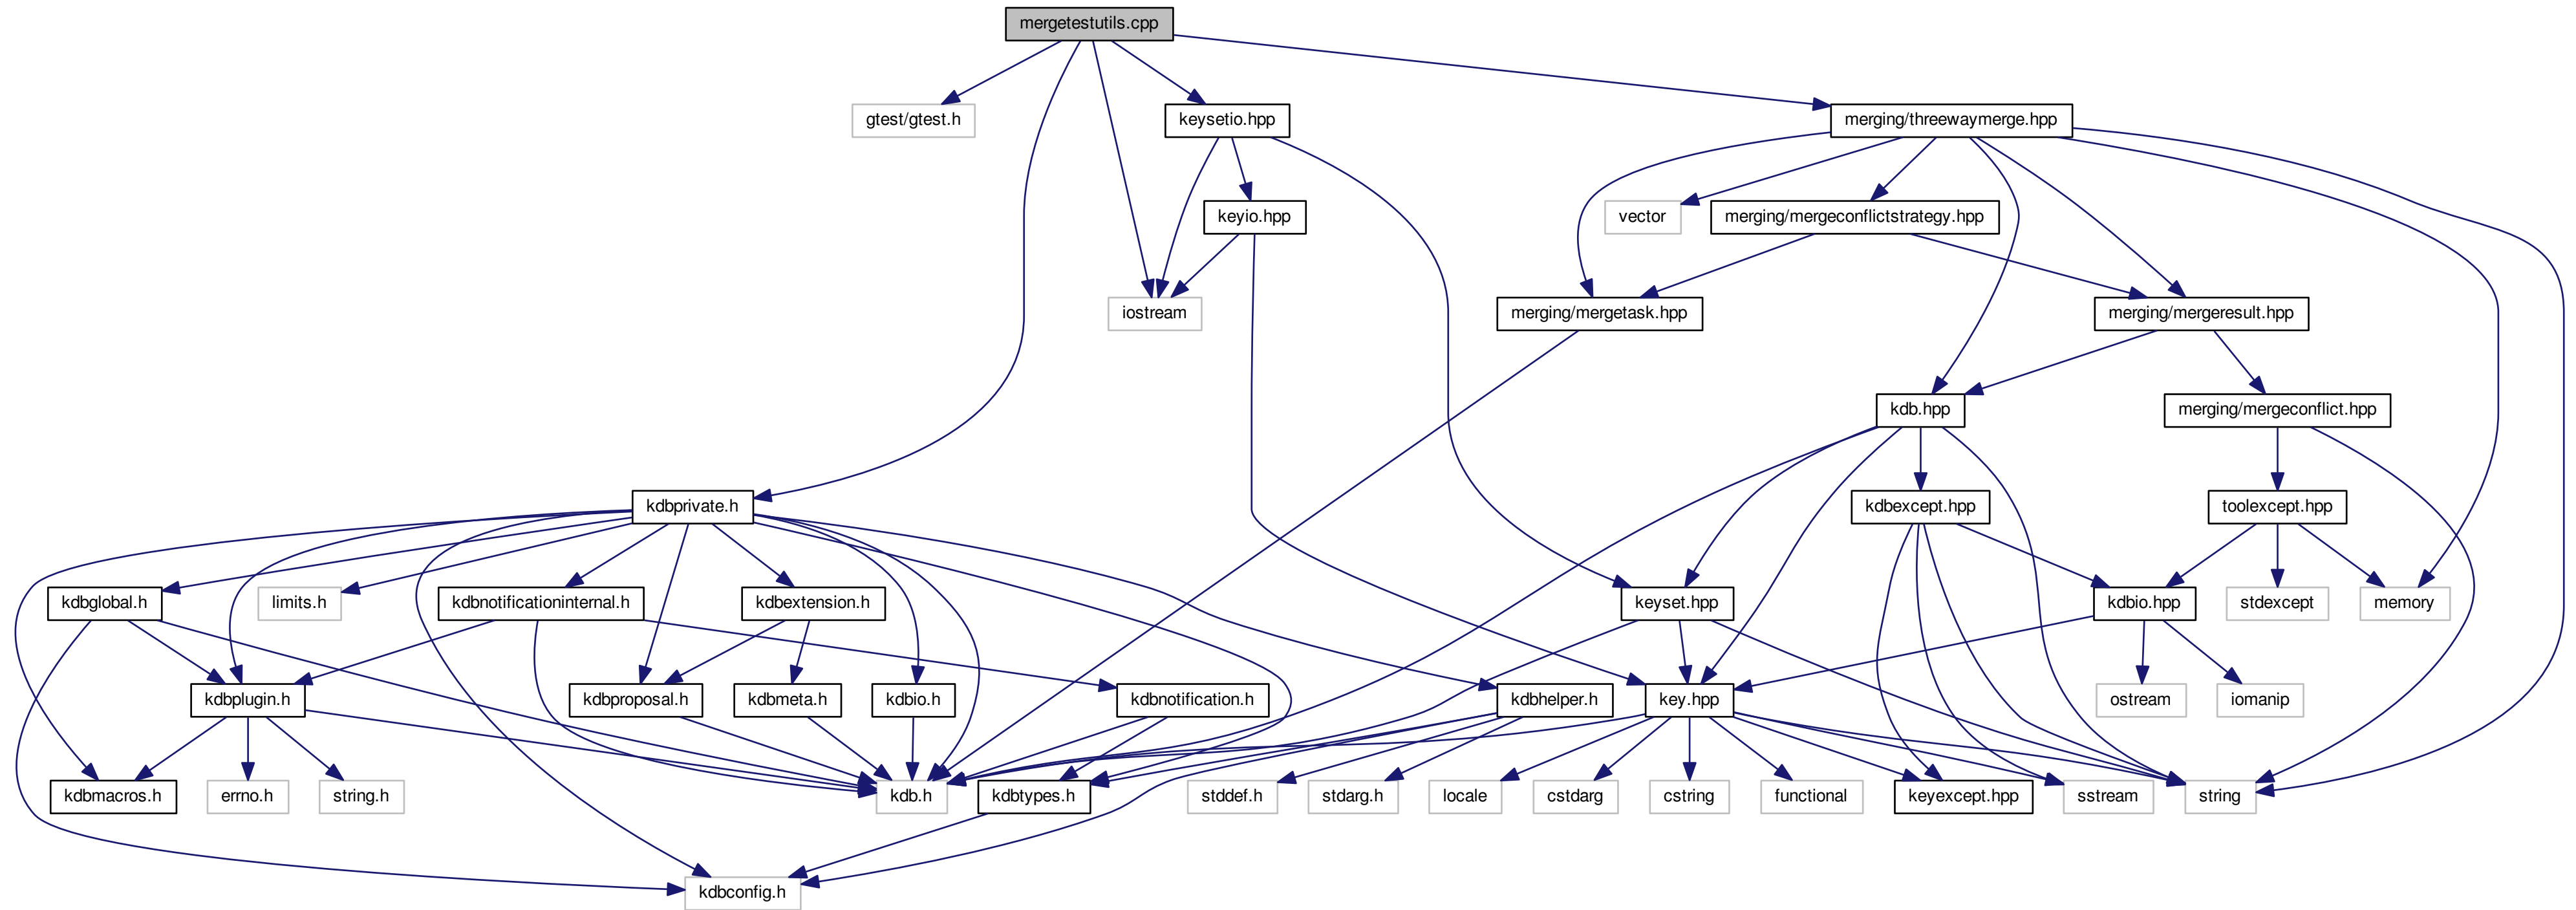 mergetestutils.cpp
gtest/gtest.h
keysetio.hpp
merging/threewaymerge.hpp
keyio.hpp
vector
merging/mergeconflictstrategy.hpp
iostream
merging/mergetask.hpp
merging/mergeresult.hpp
kdb.hpp
merging/mergeconflict.hpp
kdbprivate.h
kdbexcept.hpp
toolexcept.hpp
kdbglobal.h
limits.h
kdbnotificationinternal.h
kdbextension.h
keyset.hpp
kdbio.hpp
stdexcept
memory
kdbplugin.h
kdbproposal.h
kdbmeta.h
kdbio.h
kdbnotification.h
kdbhelper.h
key.hpp
ostream
iomanip
kdbmacros.h
errno.h
string.h
kdb.h
kdbtypes.h
stddef.h
stdarg.h
locale
cstdarg
cstring
functional
keyexcept.hpp
sstream
string
kdbconfig.h